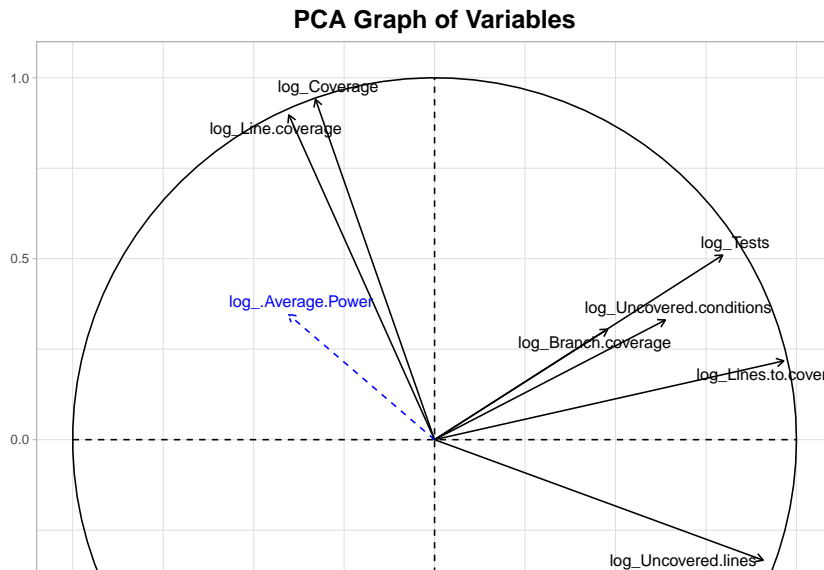 PCA Graph of Variables
1.0
log_Coverage
log_Line.coverage
0.5
log_Tests
log_.Average.Power
log_Uncovered.conditions
log_Branch.coverage
log_Lines.to.cover
0.0
log_Uncovered.lines